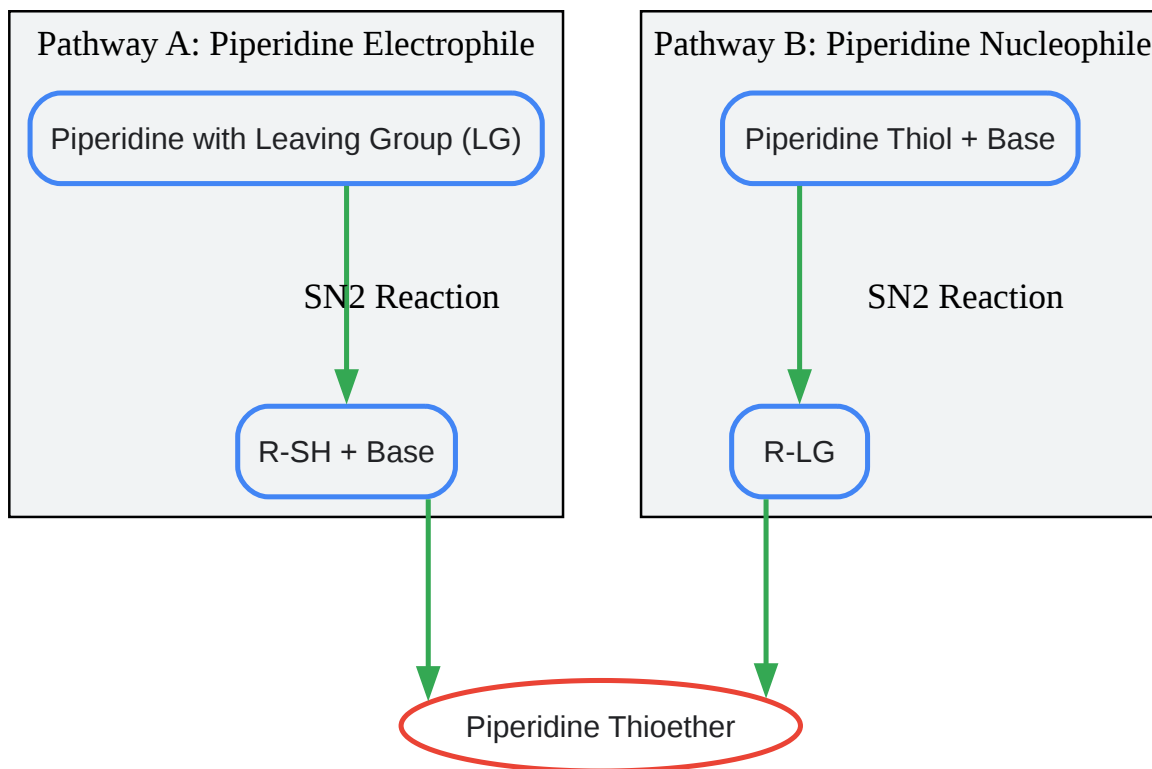 Pathway A: Piperidine Electrophile
Piperidine with Leaving Group (LG)
SN2 Reaction
R-SH + Base
Pathway B: Piperidine Nucleophile
Piperidine Thiol + Base
SN2 Reaction
R-LG
Piperidine Thioether